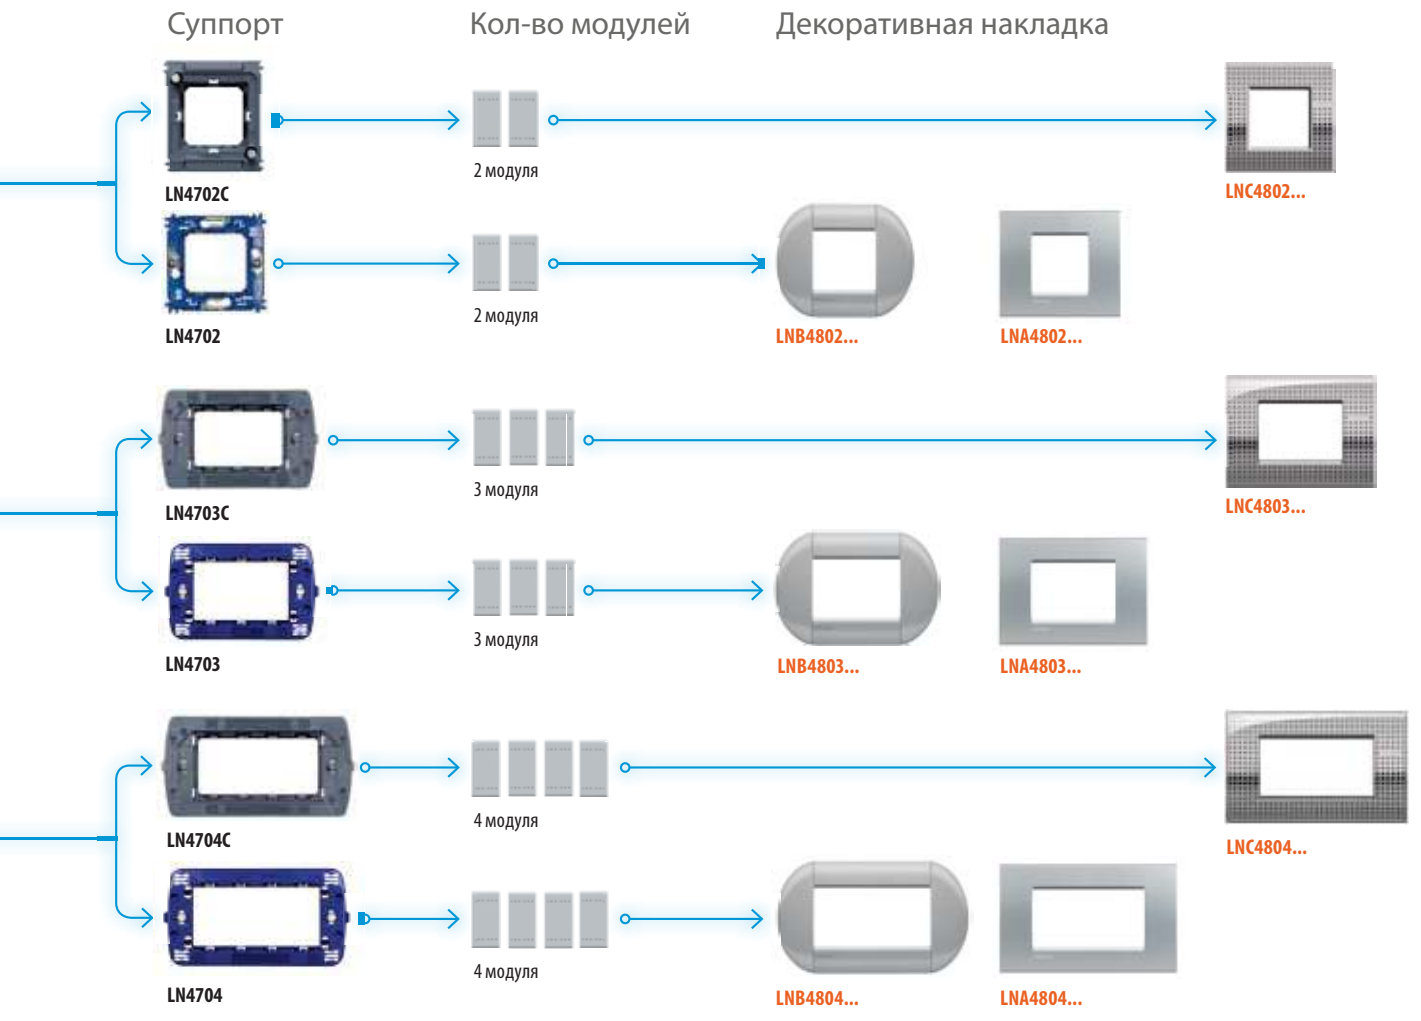 Суппорт
Кол-во модулей
Декоративная накладка
2 модуля
LN4702C
LNC4802...
2 модуля
LN4702
LNB4802...
LNA4802...
3 модуля
LN4703C
LNC4803...
3 модуля
LN4703
LNB4803...
LNA4803...
4 модуля
LN4704C
LNC4804...
4 модуля
LN4704
LNB4804...
LNA4804...